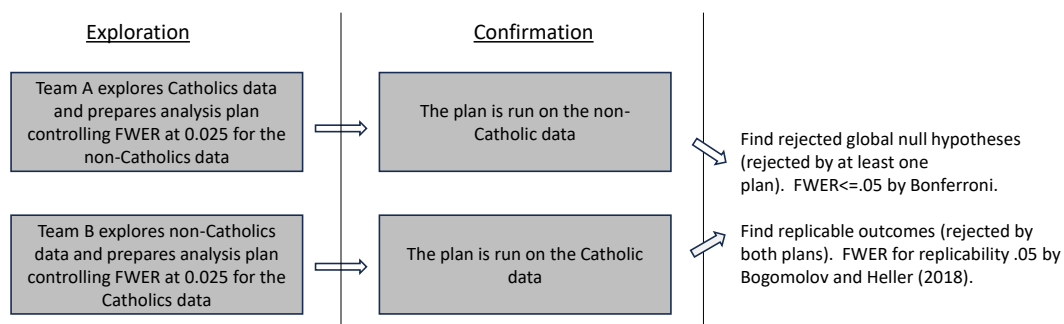 Exploration
Team A explores Catholics data
and prepares analysis plan
controlling FWER at 0.025 for the
non-Catholics data
Team B explores non-Catholics
data and prepares analysis plan
controlling FWER at 0.025 for the
Catholics data
Confirmation
The plan is run on the non-
Catholic data
The plan is run on the Catholic
data
Find rejected global null hypotheses
(rejected by at least one
plan). FWER<=.05 by Bonferroni.
Find replicable outcomes (rejected by
both plans). FWER for replicability .05 by
Bogomolov and Heller (2018).